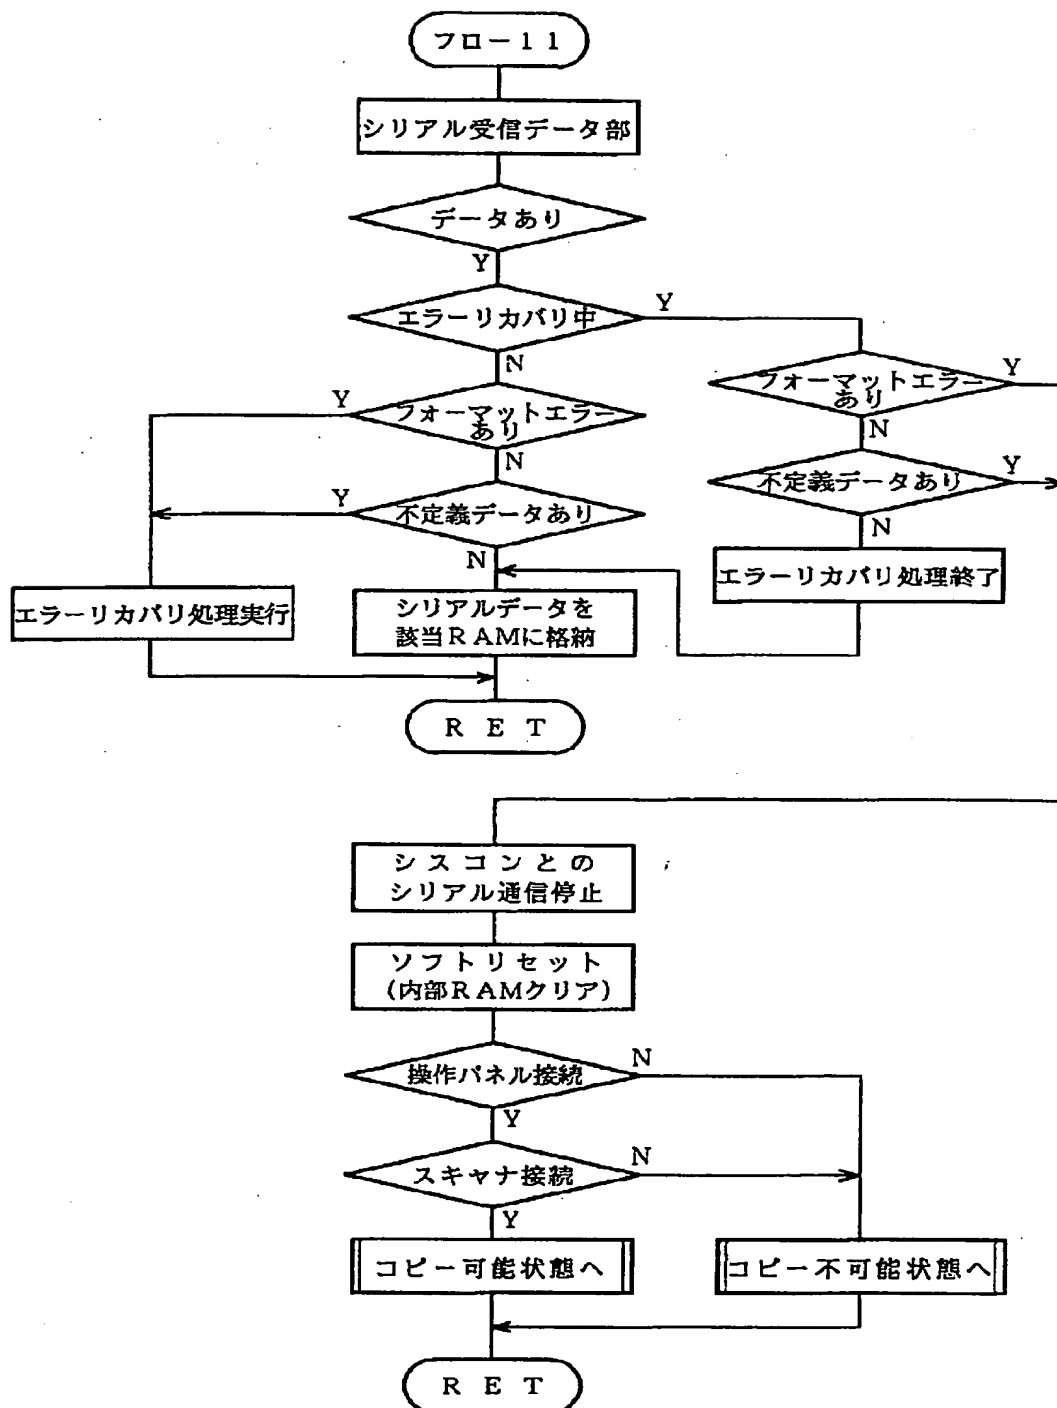 フロー11
シリアル受信データ部
データあり
Y
エラーリカバリ中
Y
N
フォーマットエラー
あり
Y
N
フォーマットエラー
あり
Y
N
不定義データあり
Y
N
不定義データあり
Y
N
エラーリカバリ処理終了
エラーリカバリ処理実行
シリアルデータを
該当RAMに格納
RET
シスコンとの
シリアル通信停止
ソフトリセット
(内部RAMクリア)
操作パネル接続
N
Y
スキャナ接続
N
Y
コピー可能状態へ
コピー不可能状態へ
RET